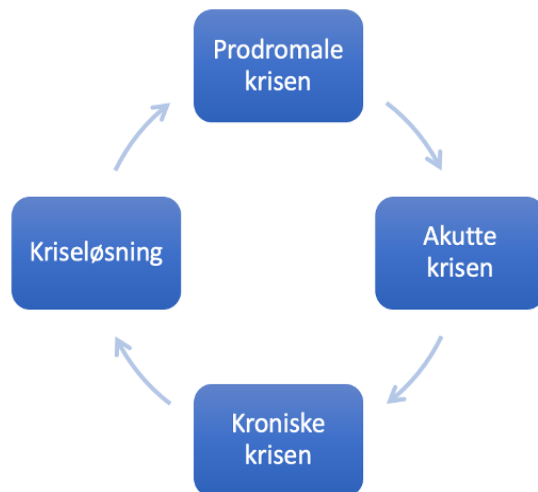 Prodromale
krisen
Akutte
krisen
Kroniske
krisen
Kriseløsning